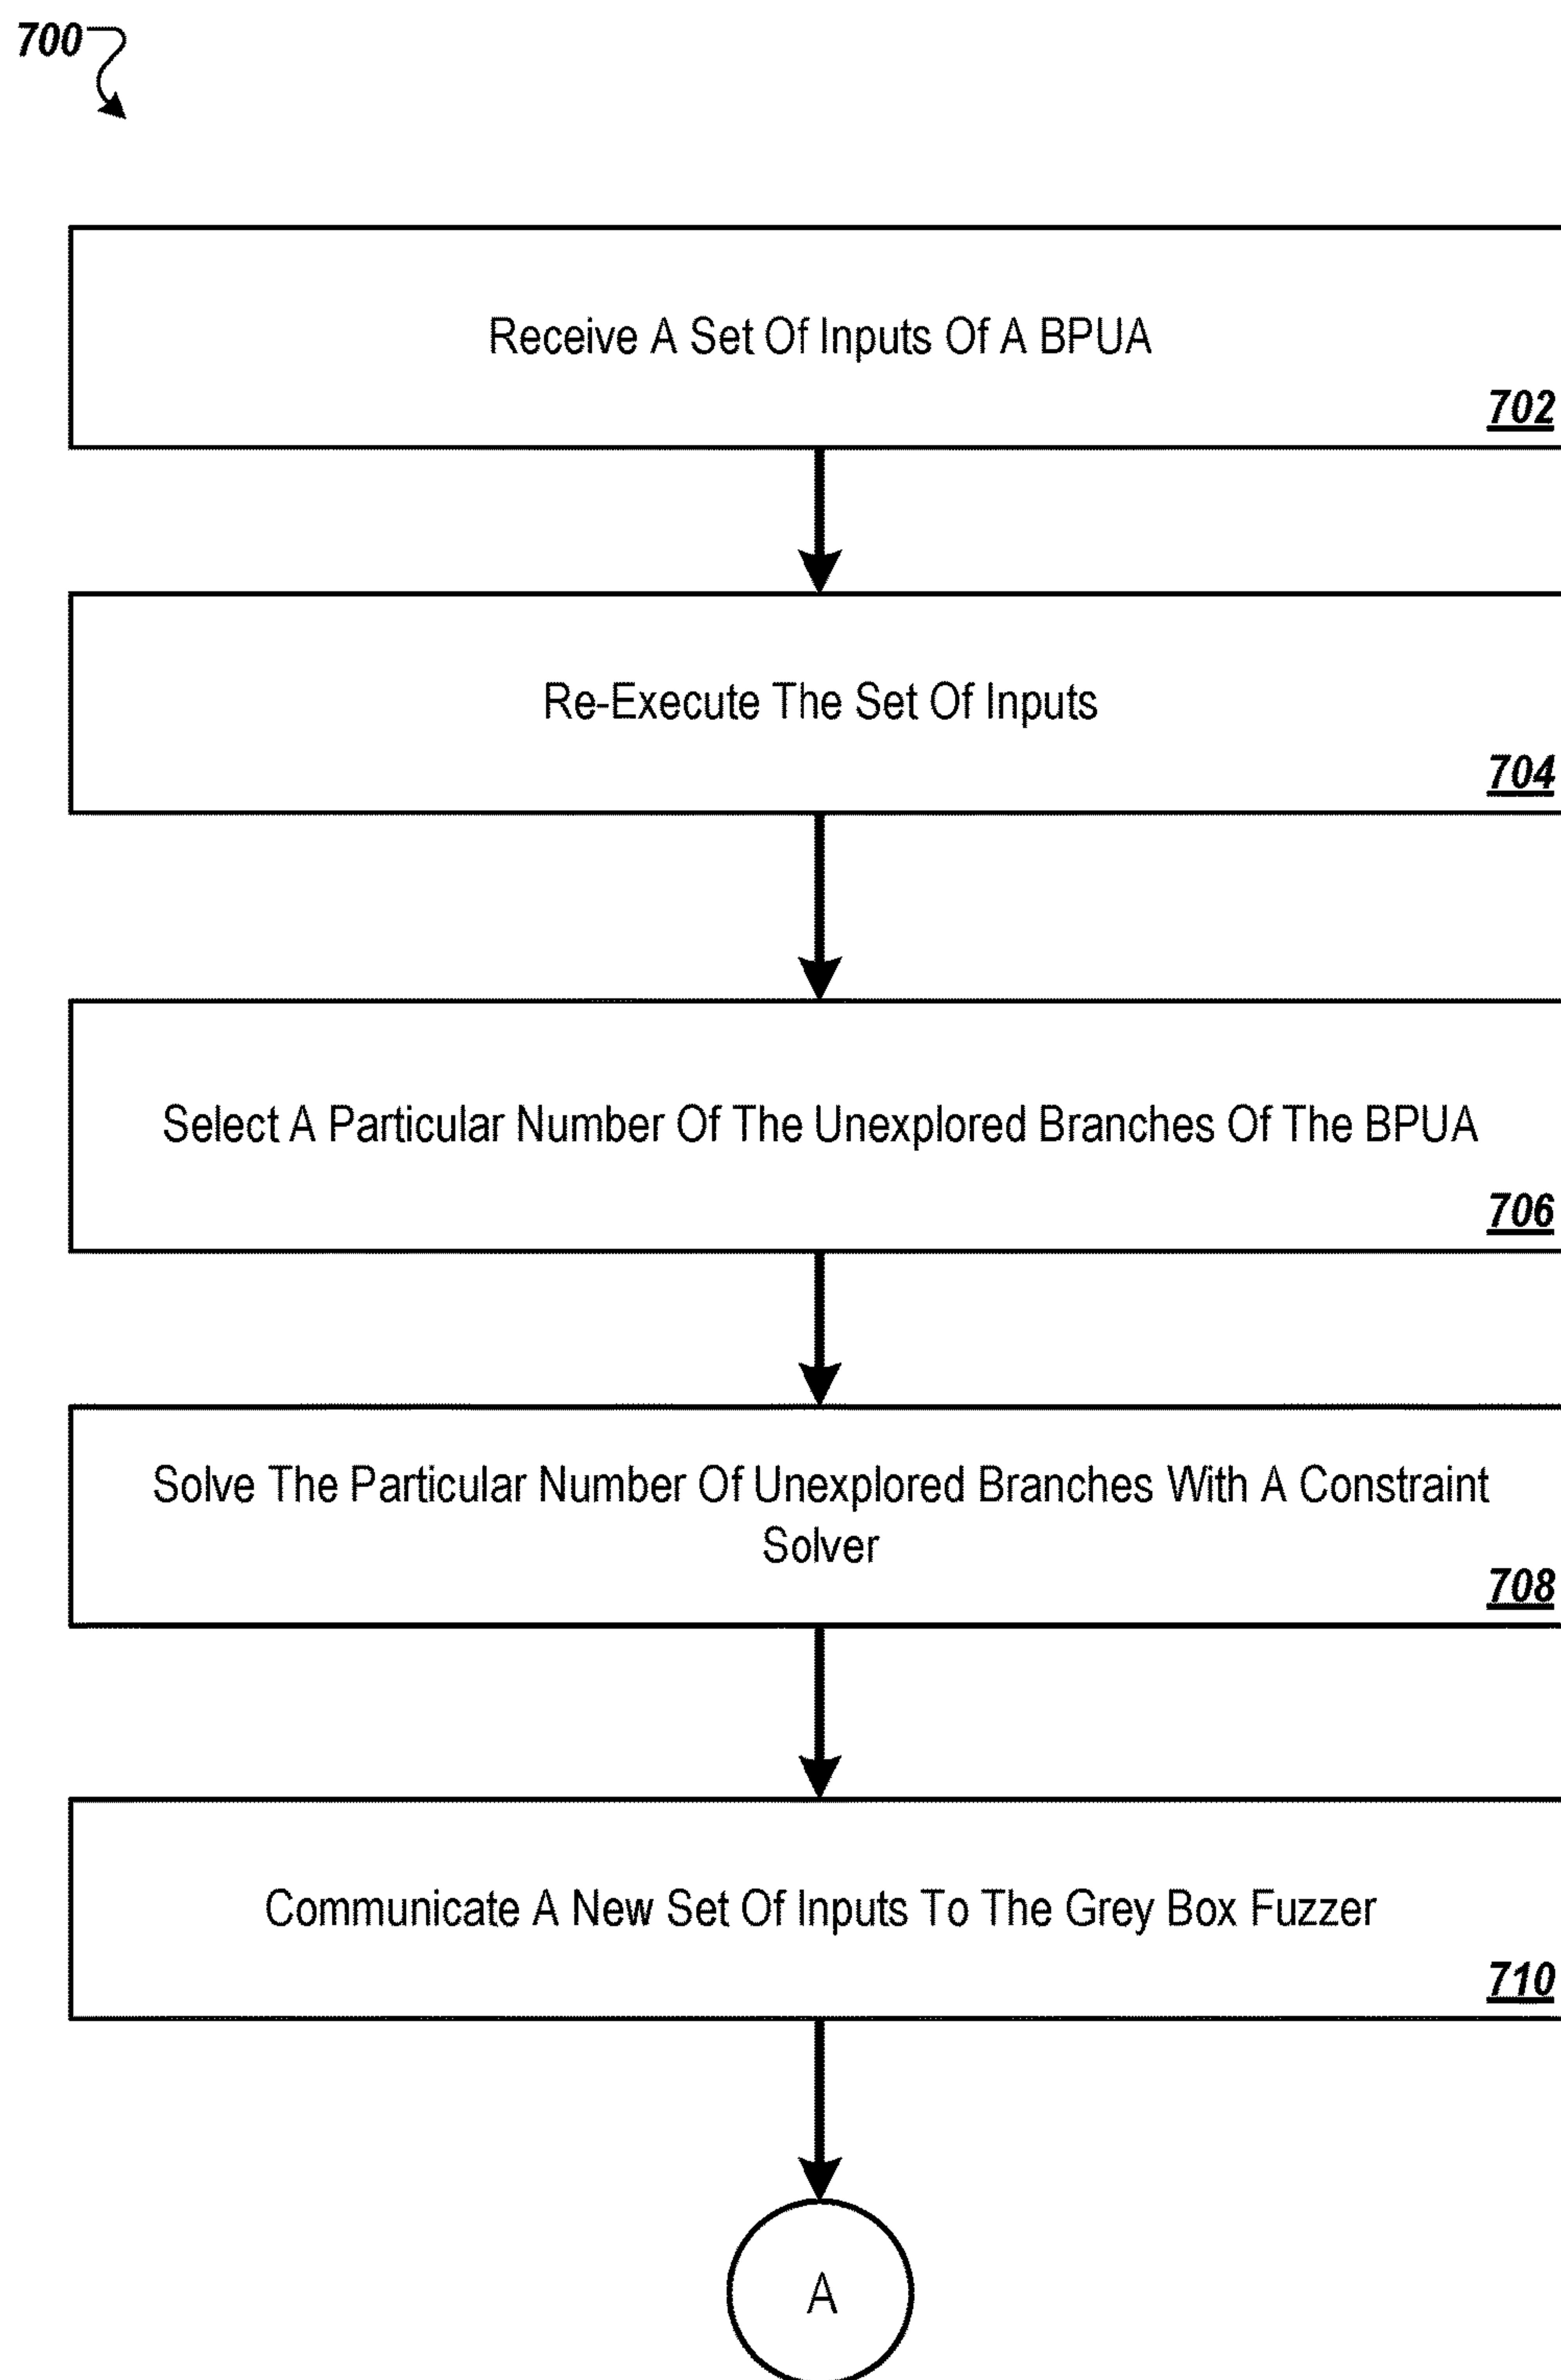 700
Receive A Set Of Inputs Of A BPUA
702
Re-Execute The Set Of Inputs
704
Select A Particular Number Of The Unexplored Branches Of The BPUA
706
Solve The Particular Number Of Unexplored Branches With A Constraint
Solver
708
Communicate A New Set Of Inputs To The Grey Box Fuzzer
710
A